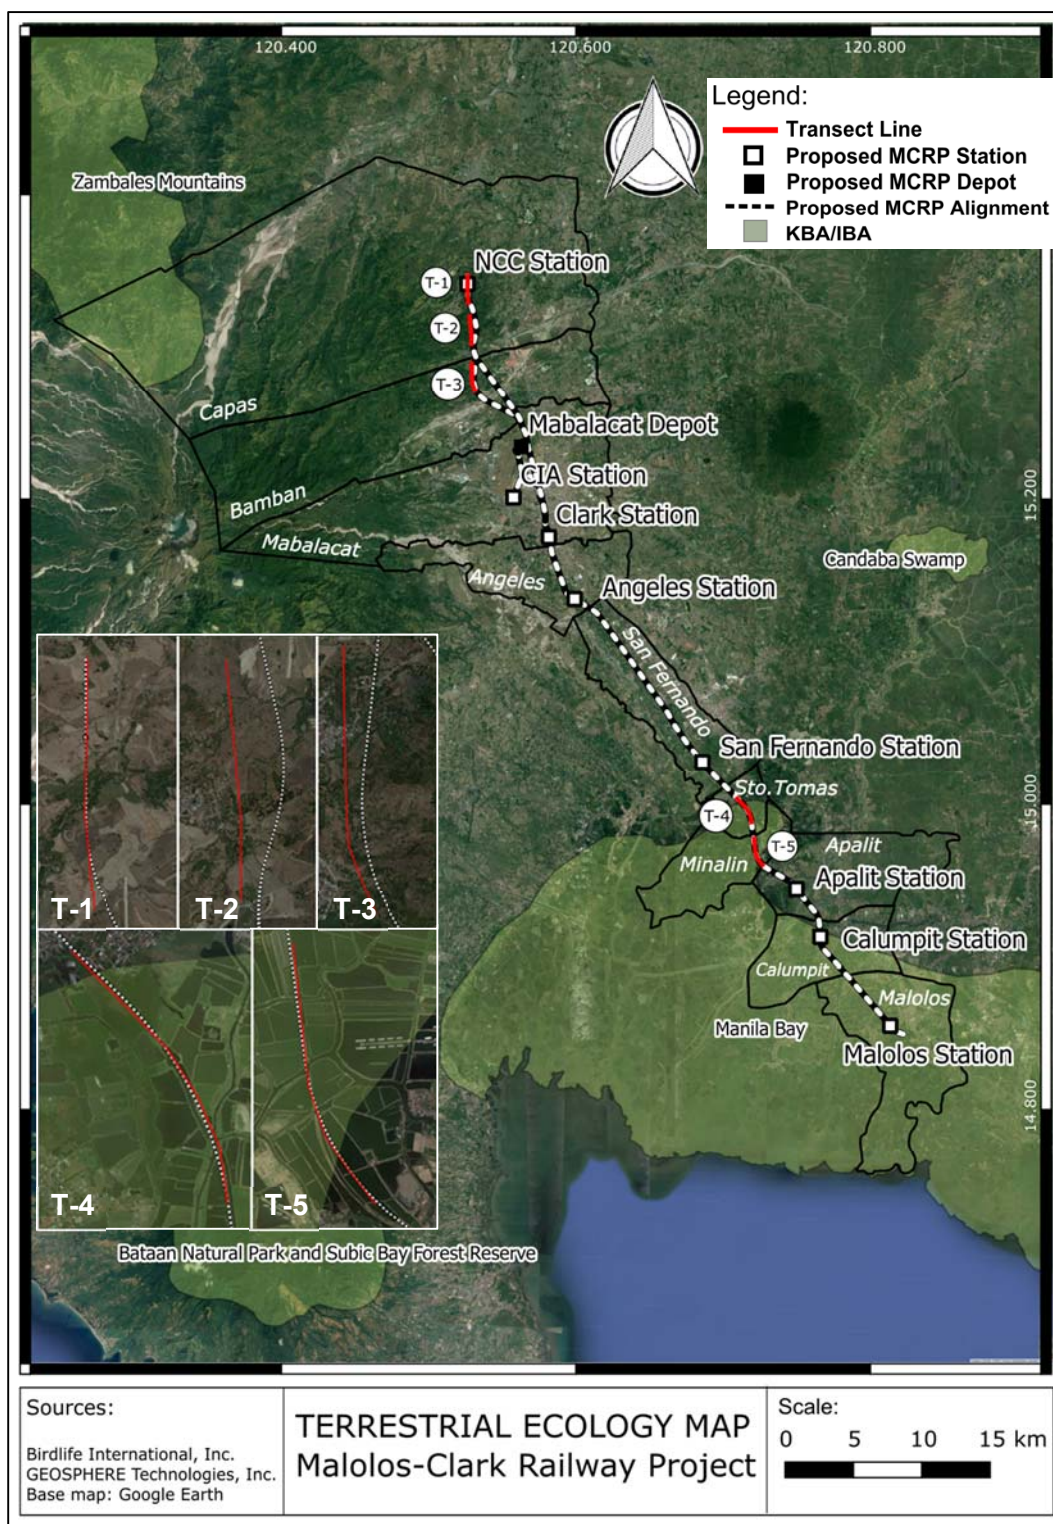 120.400
120.600
120.800
Legend:
Transect Line
Proposed MCRP Station
Proposed MCRP Depot
Proposed MCRP Alignment
KBA/IBA
Zambales Mountains
NCC Station
T-1
T-2
T-3
Capas
Mabalacat Depot
CIA Station
Bamban
15.200
Clark Station
Mabalacat
Candaba Swamp
Angeles
Angeles Station
San Fernando
San Fernando Station
Sto.Tomas
15.000
T-4
T-5
Apalit
Minalin
Apalit Station
T-1
T-2
T-3
Calumpit Station
Calumpit
Malolos
Manila Bay
Malolos Station
14.800
T-4
T-5
Bataan Natural Park and Subic Bay Forest Reserve
Sources:
Birdlife International, Inc.
GEOSPHERE Technologies, Inc.
Base map: Google Earth
TERRESTRIAL ECOLOGY MAP
Malolos-Clark Railway Project
Scale:
0 5 10 15 km